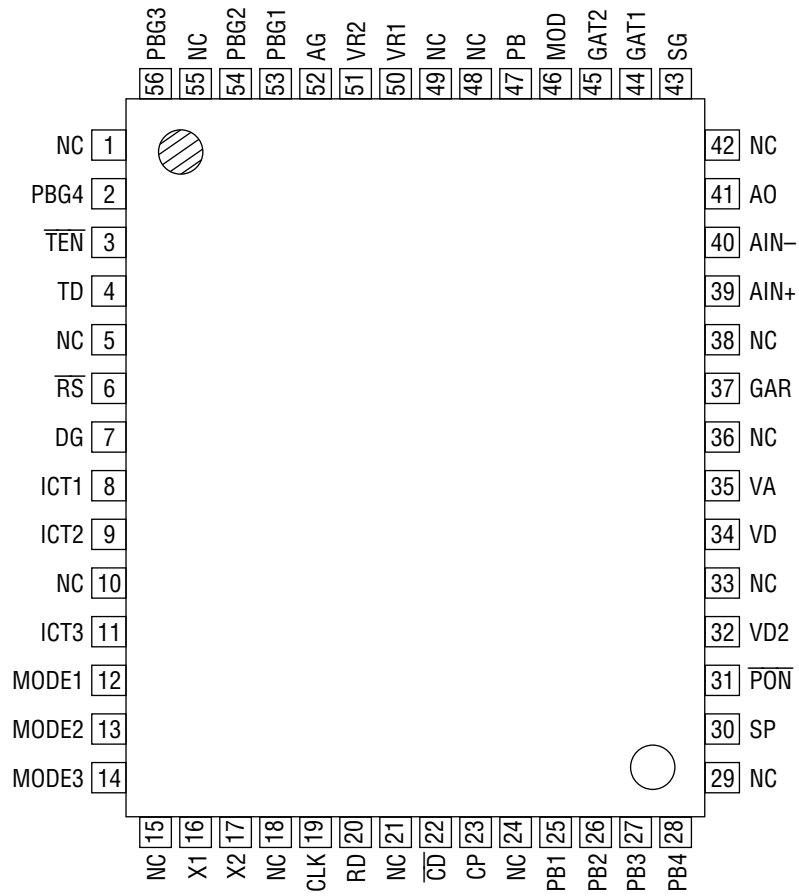 PBG3 NC PBG2 PBG1 AG VR2 VR1 NC NC PB MOD GAT2 GAT1 SG
56 55 54 53 52 51 50 49 48 47 46 45 44 43
NC 1 42 NC
PBG4 2 41 AO
T̅E̅N̅ 3 40 AIN–
TD 4 39 AIN+
NC 5 38 NC
R̅S̅ 6 37 GAR
DG 7 36 NC
ICT1 8 35 VA
ICT2 9 34 VD
NC 10 33 NC
ICT3 11 32 VD2
MODE1 12 31 P̅O̅N̅
MODE2 13 30 SP
MODE3 14 29 NC
15 16 17 18 19 20 21 22 23 24 25 26 27 28
NC X1 X2 NC CLK RD NC C̅D̅ CP NC PB1 PB2 PB3 PB4